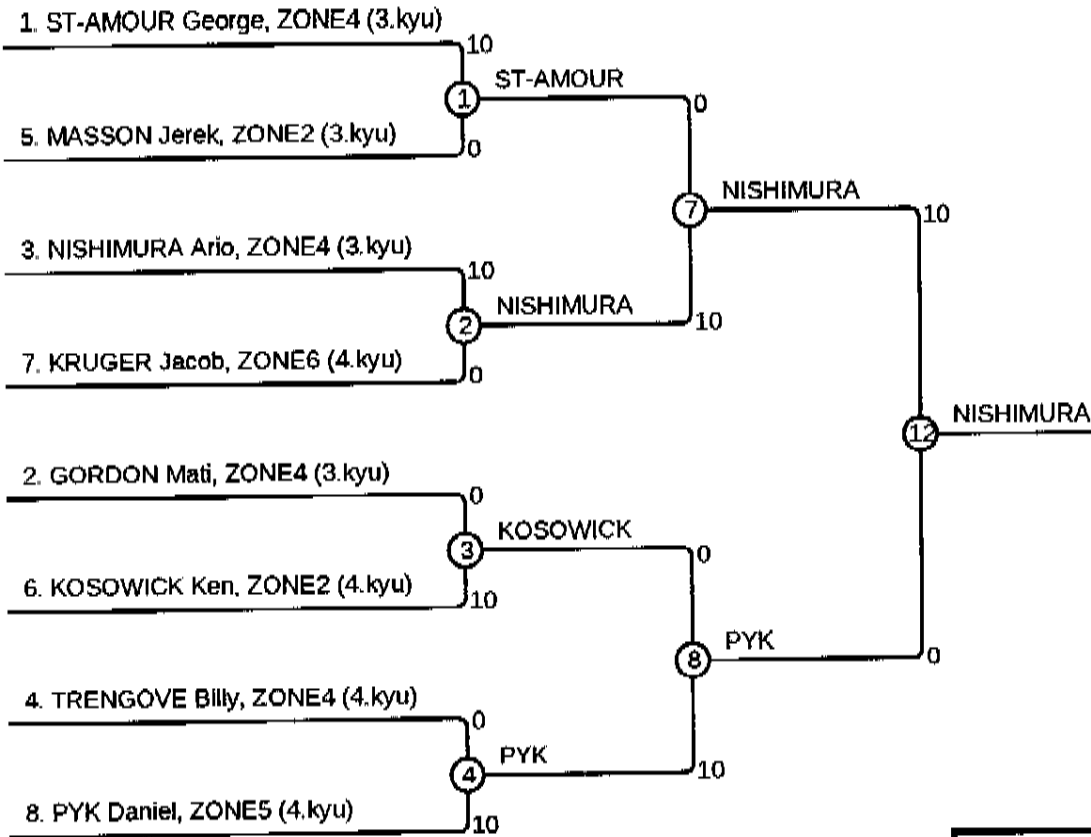 1. ST-AMOUR George, ZONE4 (3.kyu)
10
1
ST-AMOUR
0
5. MASSON Jerek, ZONE2 (3.kyu)
0
7
NISHIMURA
10
3. NISHIMURA Ario, ZONE4 (3.kyu)
10
2
NISHIMURA
10
7. KRUGER Jacob, ZONE6 (4.kyu)
0
12
NISHIMURA
2. GORDON Mati, ZONE4 (3.kyu)
0
3
KOSOWICK
0
6. KOSOWICK Ken, ZONE2 (4.kyu)
10
8
PYK
0
4. TRENGOVE Billy, ZONE4 (4.kyu)
0
4
PYK
10
8. PYK Daniel, ZONE5 (4.kyu)
10